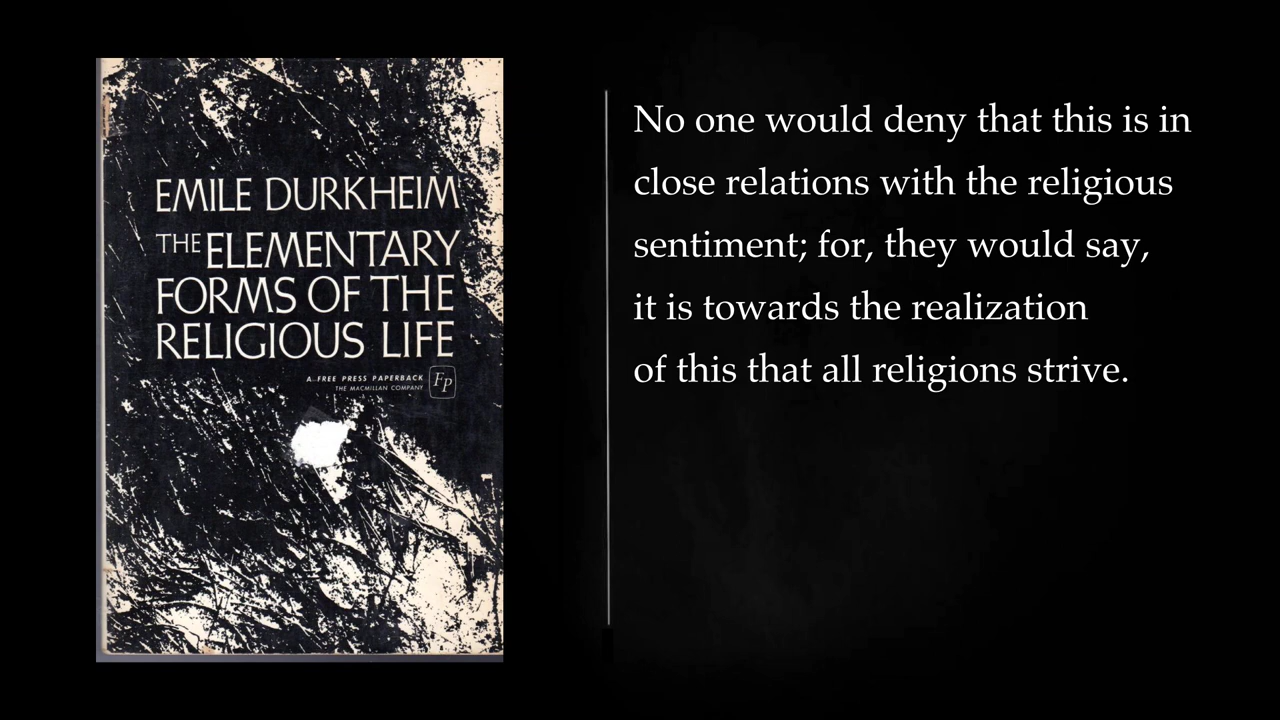 EMILE DURKHEIM
THE ELEMENTARY
FORMS OF THE
RELIGIOUS LIFE
A FREE PRESS PAPERBACK
THE MACMILLAN COMPANY
Fp
No one would deny that this is in
close relations with the religious
sentiment; for, they would say,
it is towards the realization
of this that all religions strive.